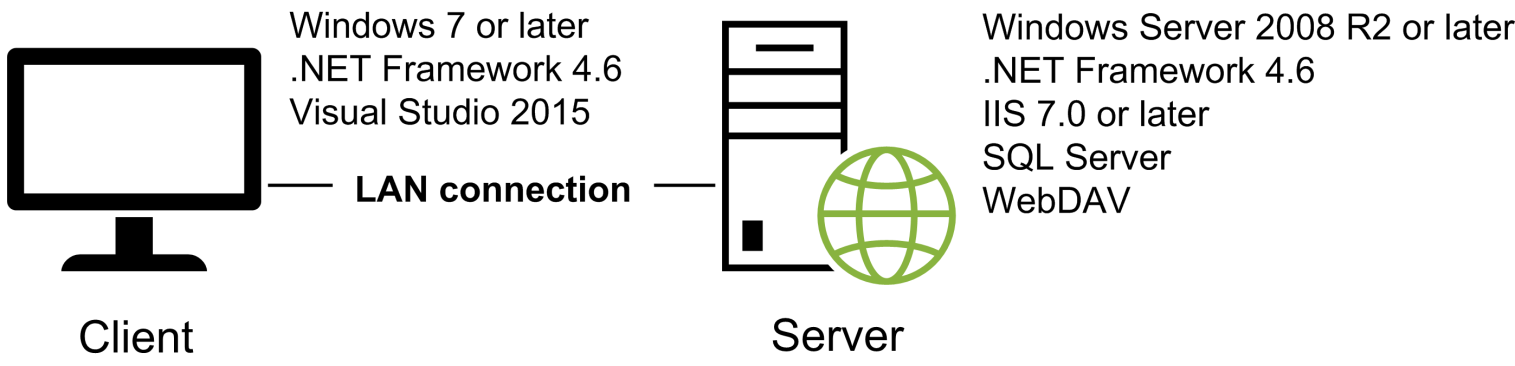 Windows 7 or later
.NET Framework 4.6
Visual Studio 2015
LAN connection
Client
Windows Server 2008 R2 or later
.NET Framework 4.6
IIS 7.0 or later
SQL Server
WebDAV
Server